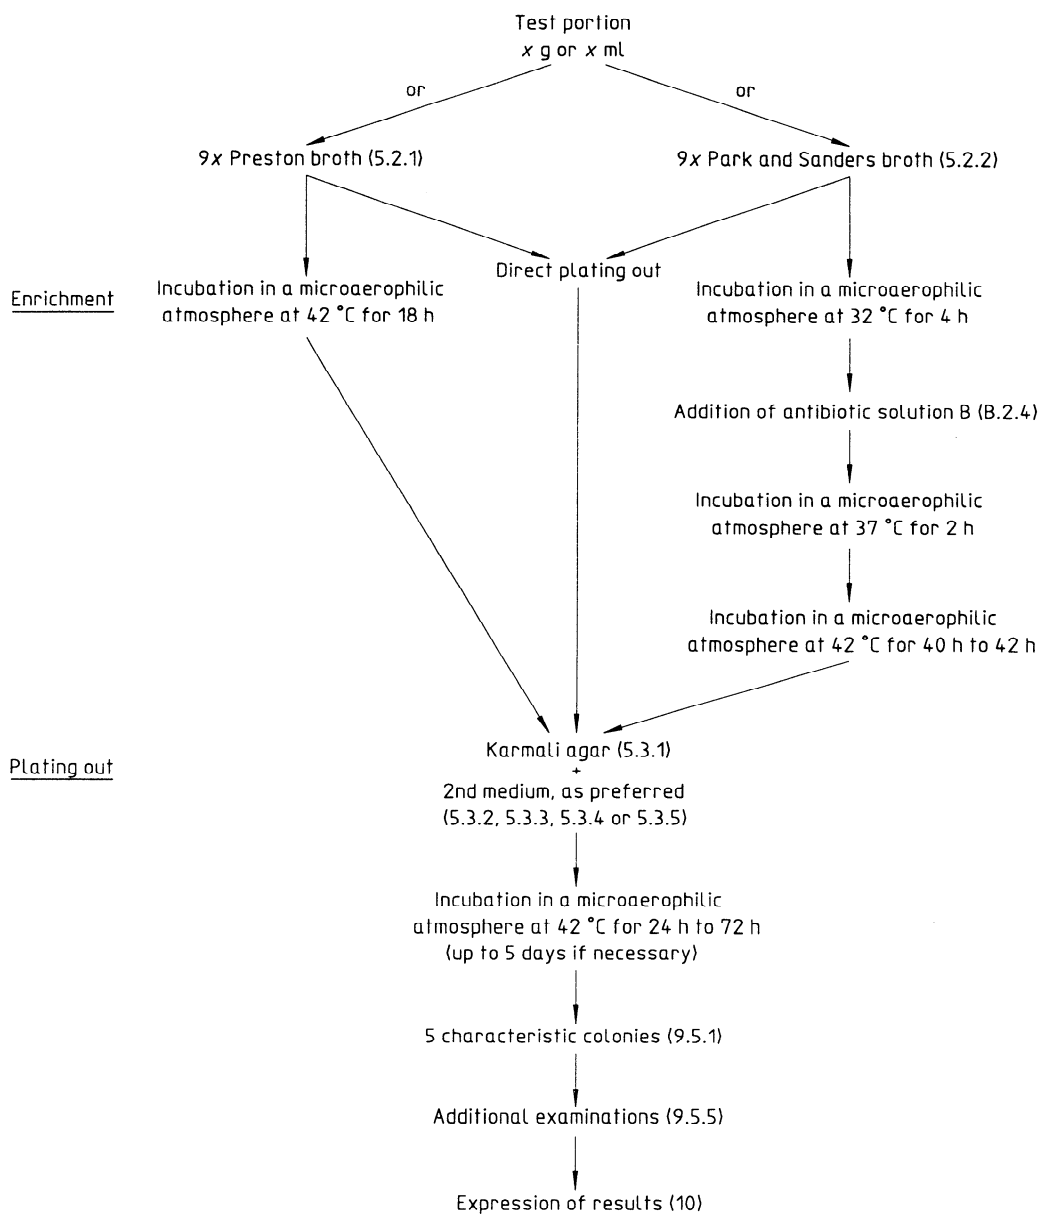 Test portion
x g or x ml
or
or
9x Preston broth (5.2.1)
9x Park and Sanders broth (5.2.2)
Direct plating out
Enrichment
Incubation in a microaerophilic
atmosphere at 42 °C for 18 h
Incubation in a microaerophilic
atmosphere at 32 °C for 4 h
Addition of antibiotic solution B (B.2.4)
Incubation in a microaerophilic
atmosphere at 37 °C for 2 h
Incubation in a microaerophilic
atmosphere at 42 °C for 40 h to 42 h
Plating out
Karmali agar (5.3.1)
+
2nd medium, as preferred
(5.3.2, 5.3.3, 5.3.4 or 5.3.5)
Incubation in a microaerophilic
atmosphere at 42 °C for 24 h to 72 h
(up to 5 days if necessary)
5 characteristic colonies (9.5.1)
Additional examinations (9.5.5)
Expression of results (10)